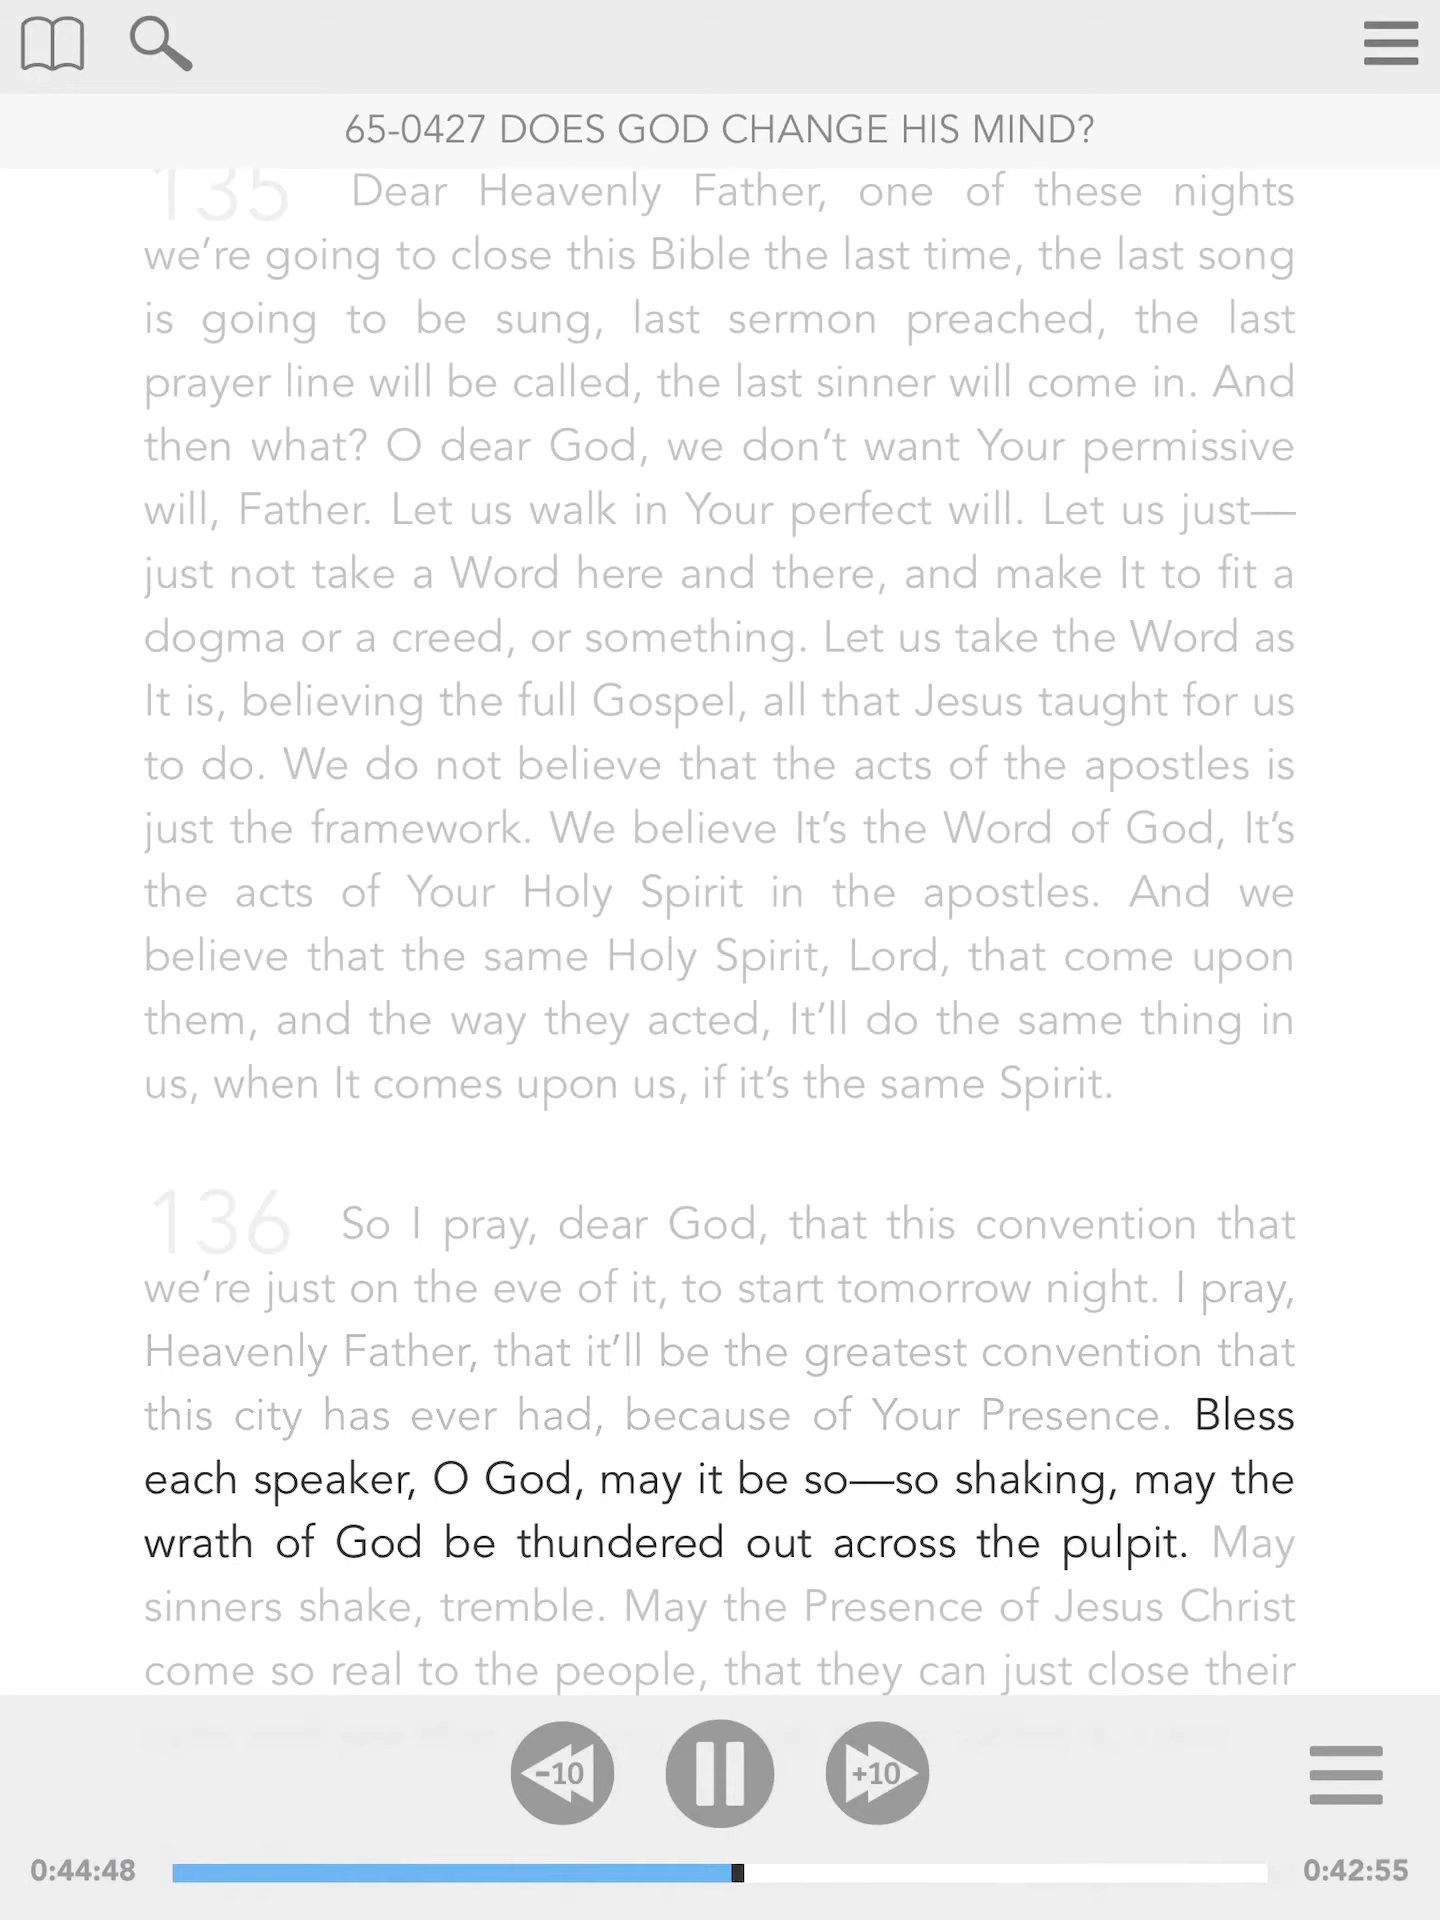 65-0427 DOES GOD CHANGE HIS MIND?
135 Dear Heavenly Father, one of these nights
we’re going to close this Bible the last time, the last song
is going to be sung, last sermon preached, the last
prayer line will be called, the last sinner will come in. And
then what? O dear God, we don’t want Your permissive
will, Father. Let us walk in Your perfect will. Let us just—
just not take a Word here and there, and make It to fit a
dogma or a creed, or something. Let us take the Word as
It is, believing the full Gospel, all that Jesus taught for us
to do. We do not believe that the acts of the apostles is
just the framework. We believe It’s the Word of God, It’s
the acts of Your Holy Spirit in the apostles. And we
believe that the same Holy Spirit, Lord, that come upon
them, and the way they acted, It’ll do the same thing in
us, when It comes upon us, if it’s the same Spirit.
136 So I pray, dear God, that this convention that
we’re just on the eve of it, to start tomorrow night. I pray,
Heavenly Father, that it’ll be the greatest convention that
this city has ever had, because of Your Presence. Bless
each speaker, O God, may it be so—so shaking, may the
wrath of God be thundered out across the pulpit. May
sinners shake, tremble. May the Presence of Jesus Christ
come so real to the people, that they can just close their
-10 +10
0:44:48 0:42:55